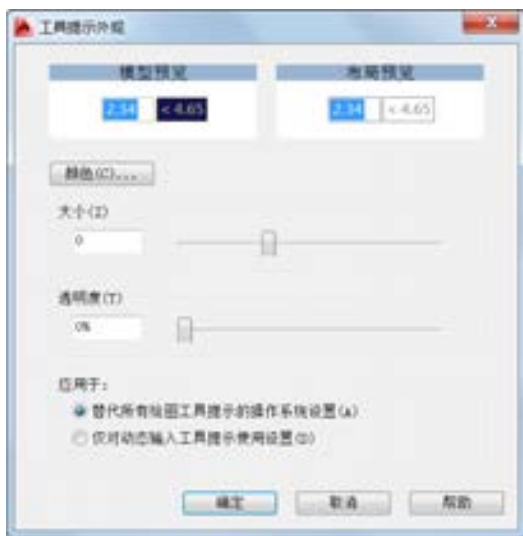 工具提示外观
模型预览 布局预览
2.34 < 4.65 2.34 < 4.65
颜色(C)...
大小(Z)
0
透明度(T)
0%
应用于:
替代所有绘图工具提示的操作系统设置(A)
仅对动态输入工具提示使用设置(D)
确定 取消 帮助